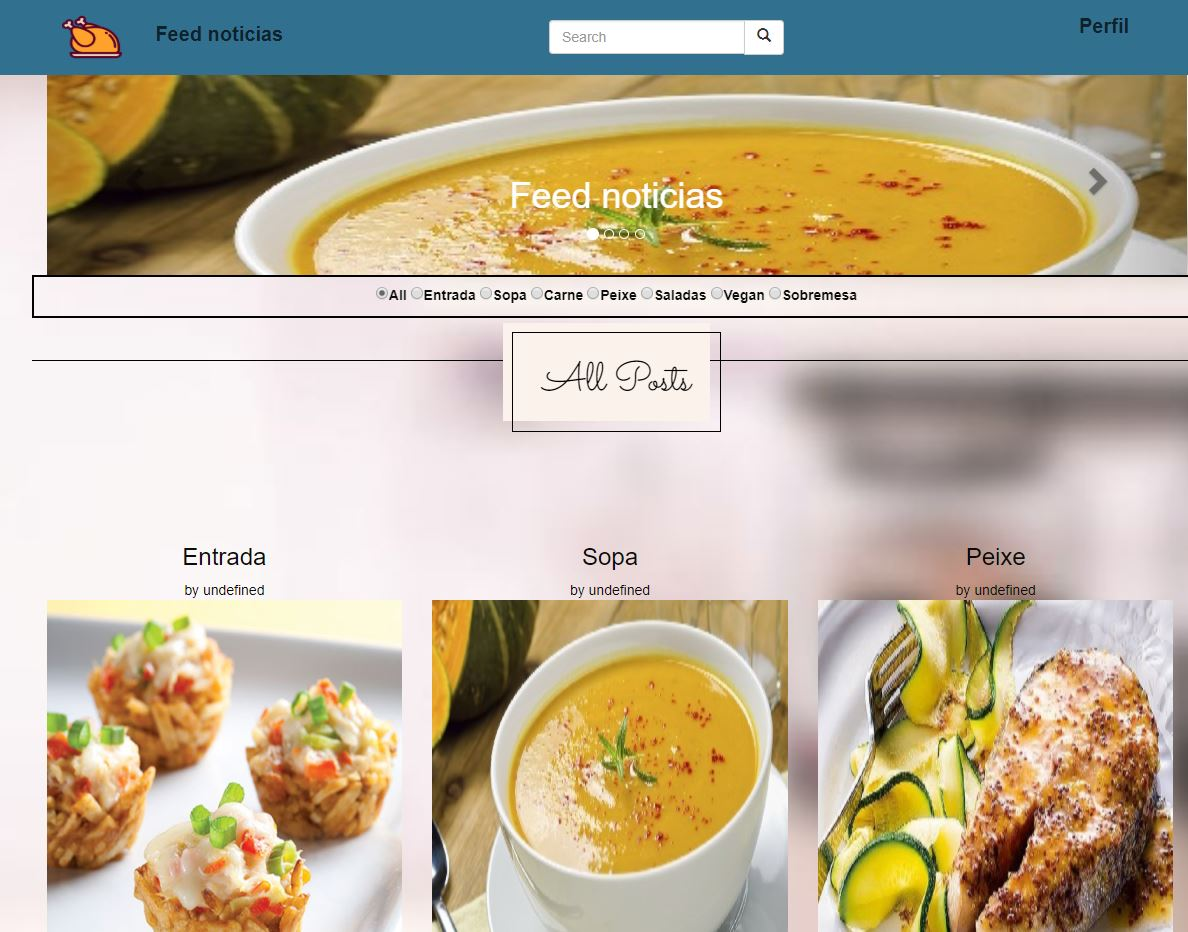 Feed noticias
Search
Perfil
Feed noticias
All Entrada Sopa Carne Peixe Saladas Vegan Sobremesa
All Posts
Entrada
by undefined
Sopa
by undefined
Peixe
by undefined